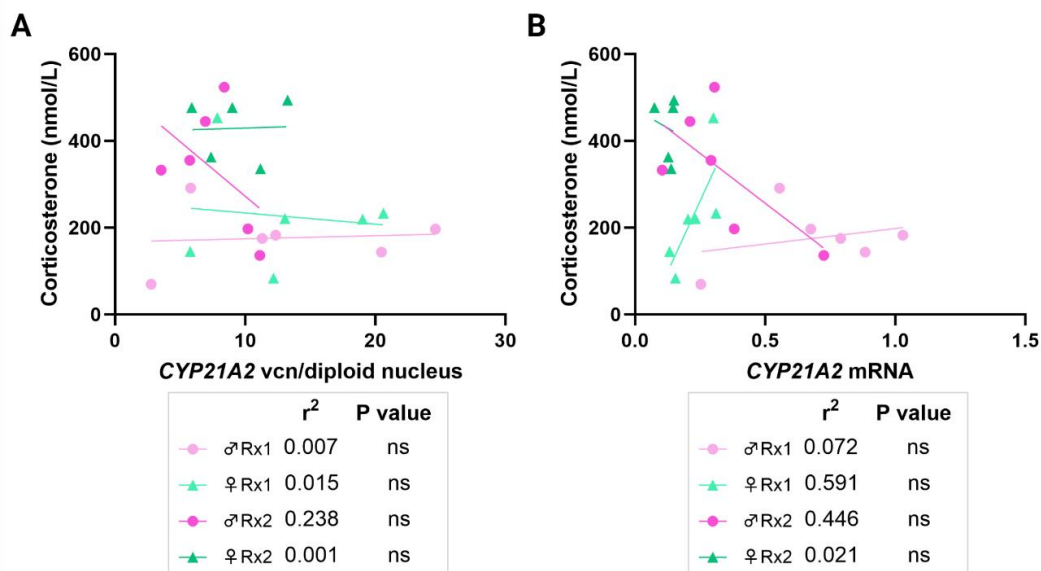 A
Corticosterone (nmol/L)
600
400
200
0
0 10 20 30
CYP21A2 vcn/diploid nucleus
r² P value
♂Rx1 0.007 ns
♀Rx1 0.015 ns
♂Rx2 0.238 ns
♀Rx2 0.001 ns
B
Corticosterone (nmol/L)
600
400
200
0
0.0 0.5 1.0 1.5
CYP21A2 mRNA
r² P value
♂Rx1 0.072 ns
♀Rx1 0.591 ns
♂Rx2 0.446 ns
♀Rx2 0.021 ns